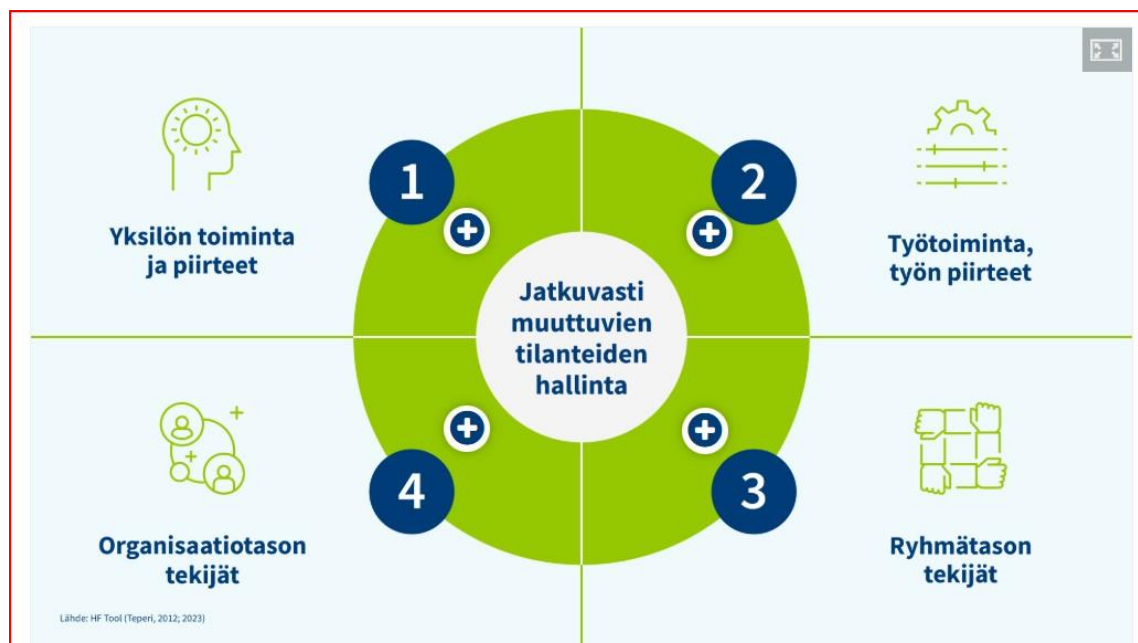 1
Yksilön toiminta
ja piirteet
2
Työtoiminta,
työn piirteet
Jatkuvasti
muuttuvien
tilanteiden
hallinta
4
Organisaatiotason
tekijät
3
Ryhmätason
tekijät
Lähde: HF Tool (Teperi, 2012; 2023)